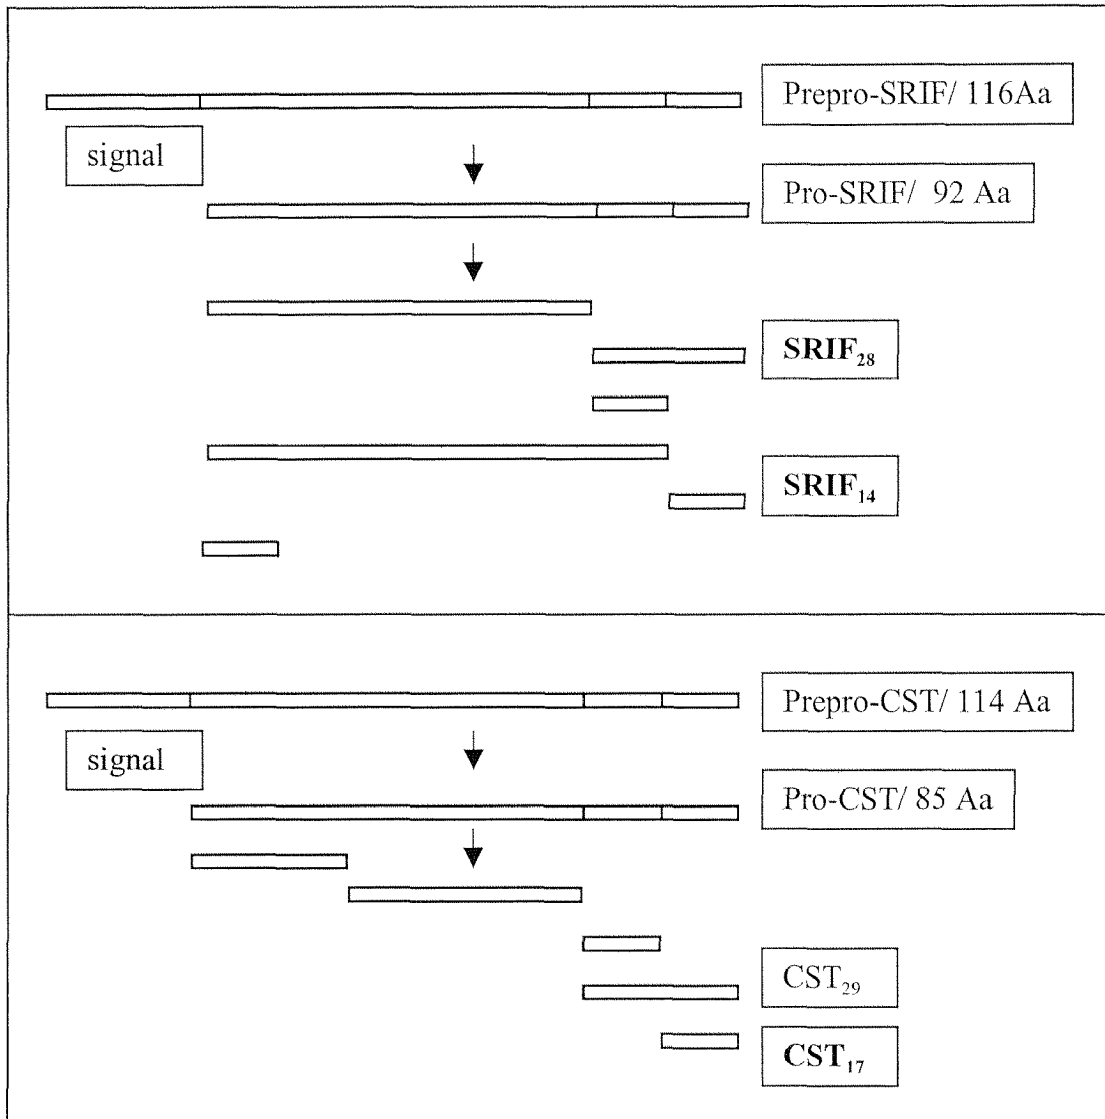 Prepro-SRIF/ 116Aa
signal
Pro-SRIF/ 92 Aa
SRIF₂₈
SRIF₁₄
Prepro-CST/ 114 Aa
signal
Pro-CST/ 85 Aa
CST₂₉
CST₁₇